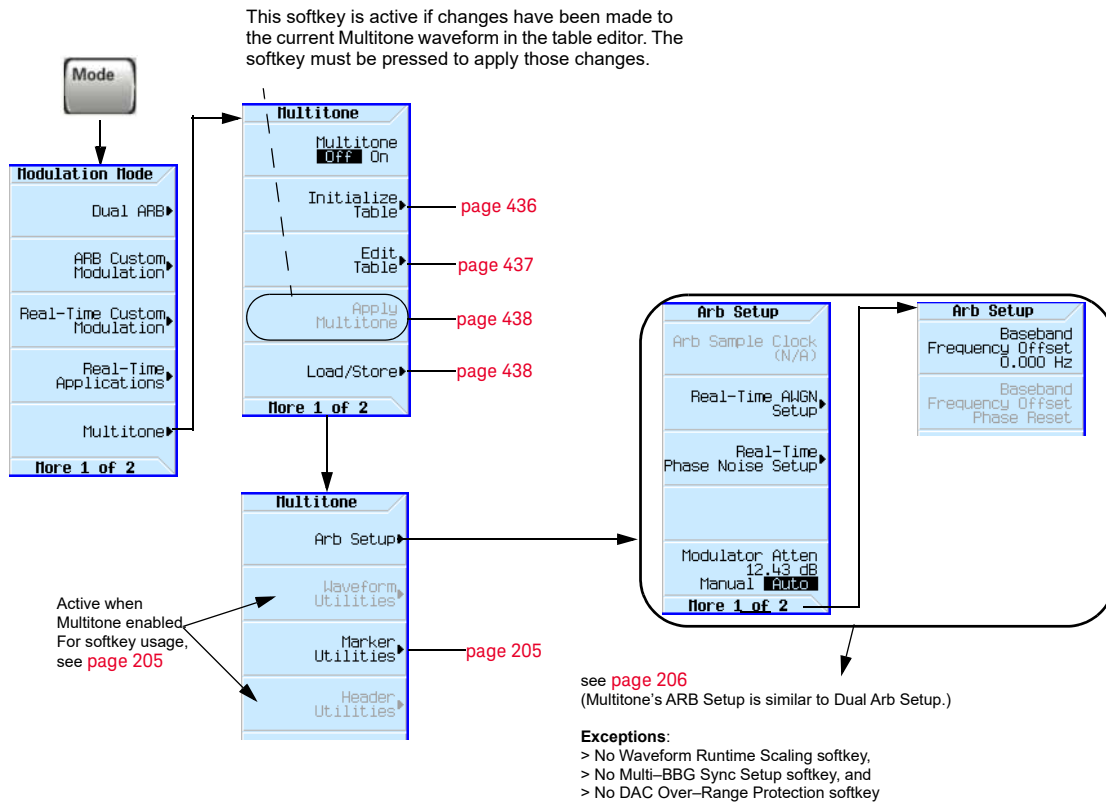 This softkey is active if changes have been made to
the current Multitone waveform in the table editor. The
softkey must be pressed to apply those changes.
Mode
Modulation Mode
Dual ARB
ARB Custom
Modulation
Real-Time Custom
Modulation
Real-Time
Applications
Multitone
More 1 of 2
Multitone
Multitone
Off On
Initialize
Table
page 436
Edit
Table
page 437
Apply
Multitone
page 438
Load/Store
page 438
More 1 of 2
Multitone
Arb Setup
Waveform
Utilities
Marker
Utilities
page 205
Header
Utilities
Active when
Multitone enabled.
For softkey usage,
see page 205
Arb Setup
Arb Sample Clock
(N/A)
Real-Time AWGN
Setup
Real-Time
Phase Noise Setup
Modulator Atten
12.43 dB
Manual Auto
More 1 of 2
Arb Setup
Baseband
Frequency Offset
0.000 Hz
Baseband
Frequency Offset
Phase Reset
see page 206
(Multitone's ARB Setup is similar to Dual Arb Setup.)
Exceptions:
> No Waveform Runtime Scaling softkey,
> No Multi–BBG Sync Setup softkey, and
> No DAC Over–Range Protection softkey